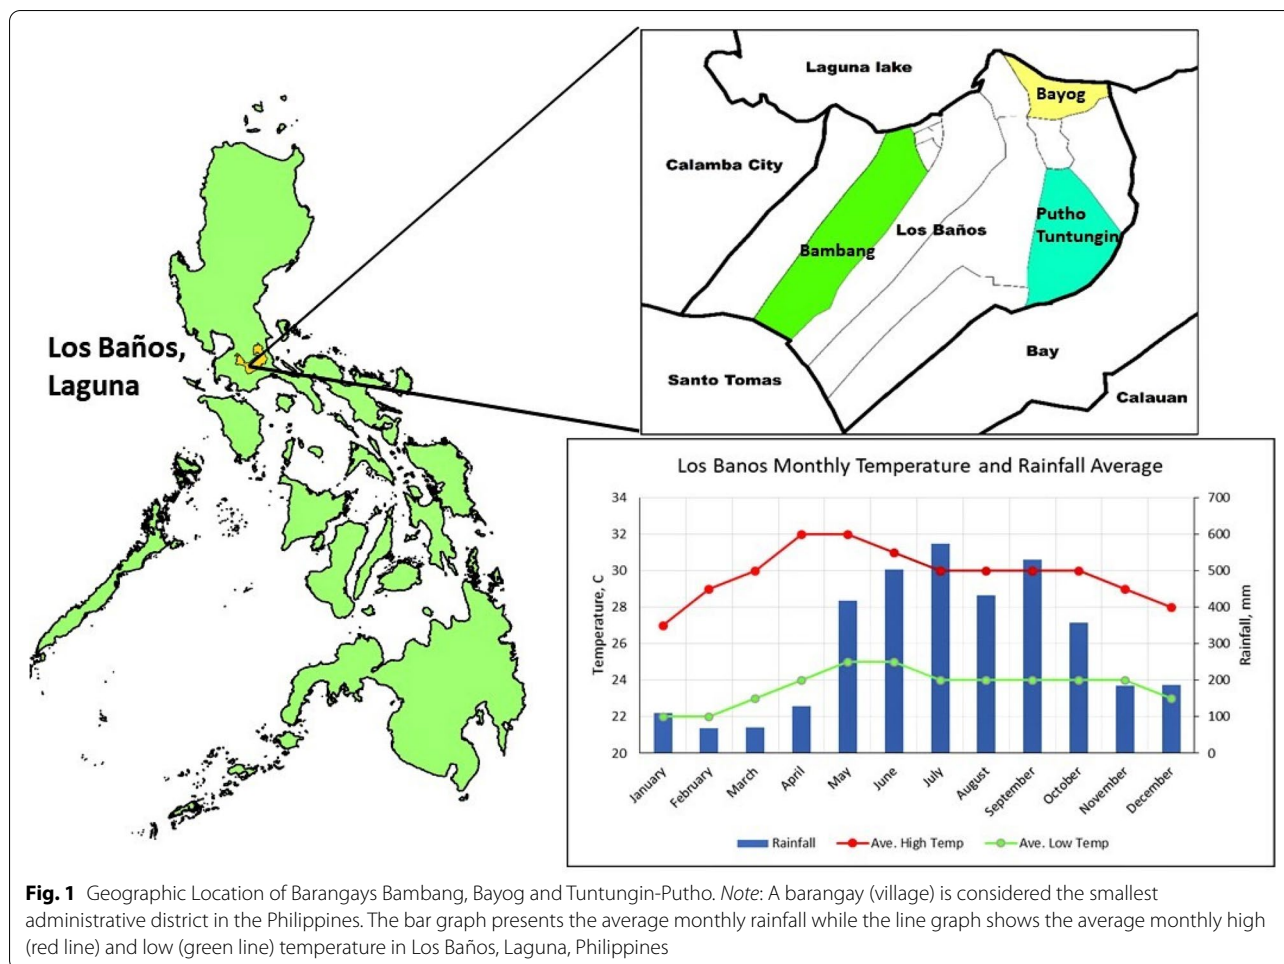 Los Baños,
Laguna
Laguna lake
Bayog
Calamba City
Putho
Tuntungin
Los Baños
Bambang
Bay
Santo Tomas
Calauan
Los Banos Monthly Temperature and Rainfall Average
Temperature, C
34
32
30
28
26
24
22
20
Rainfall, mm
700
600
500
400
300
200
100
0
January
February
March
April
May
June
July
August
September
October
November
December
Rainfall
Ave. High Temp
Ave. Low Temp
Fig. 1 Geographic Location of Barangays Bambang, Bayog and Tuntungin-Putho. Note: A barangay (village) is considered the smallest
administrative district in the Philippines. The bar graph presents the average monthly rainfall while the line graph shows the average monthly high
(red line) and low (green line) temperature in Los Baños, Laguna, Philippines